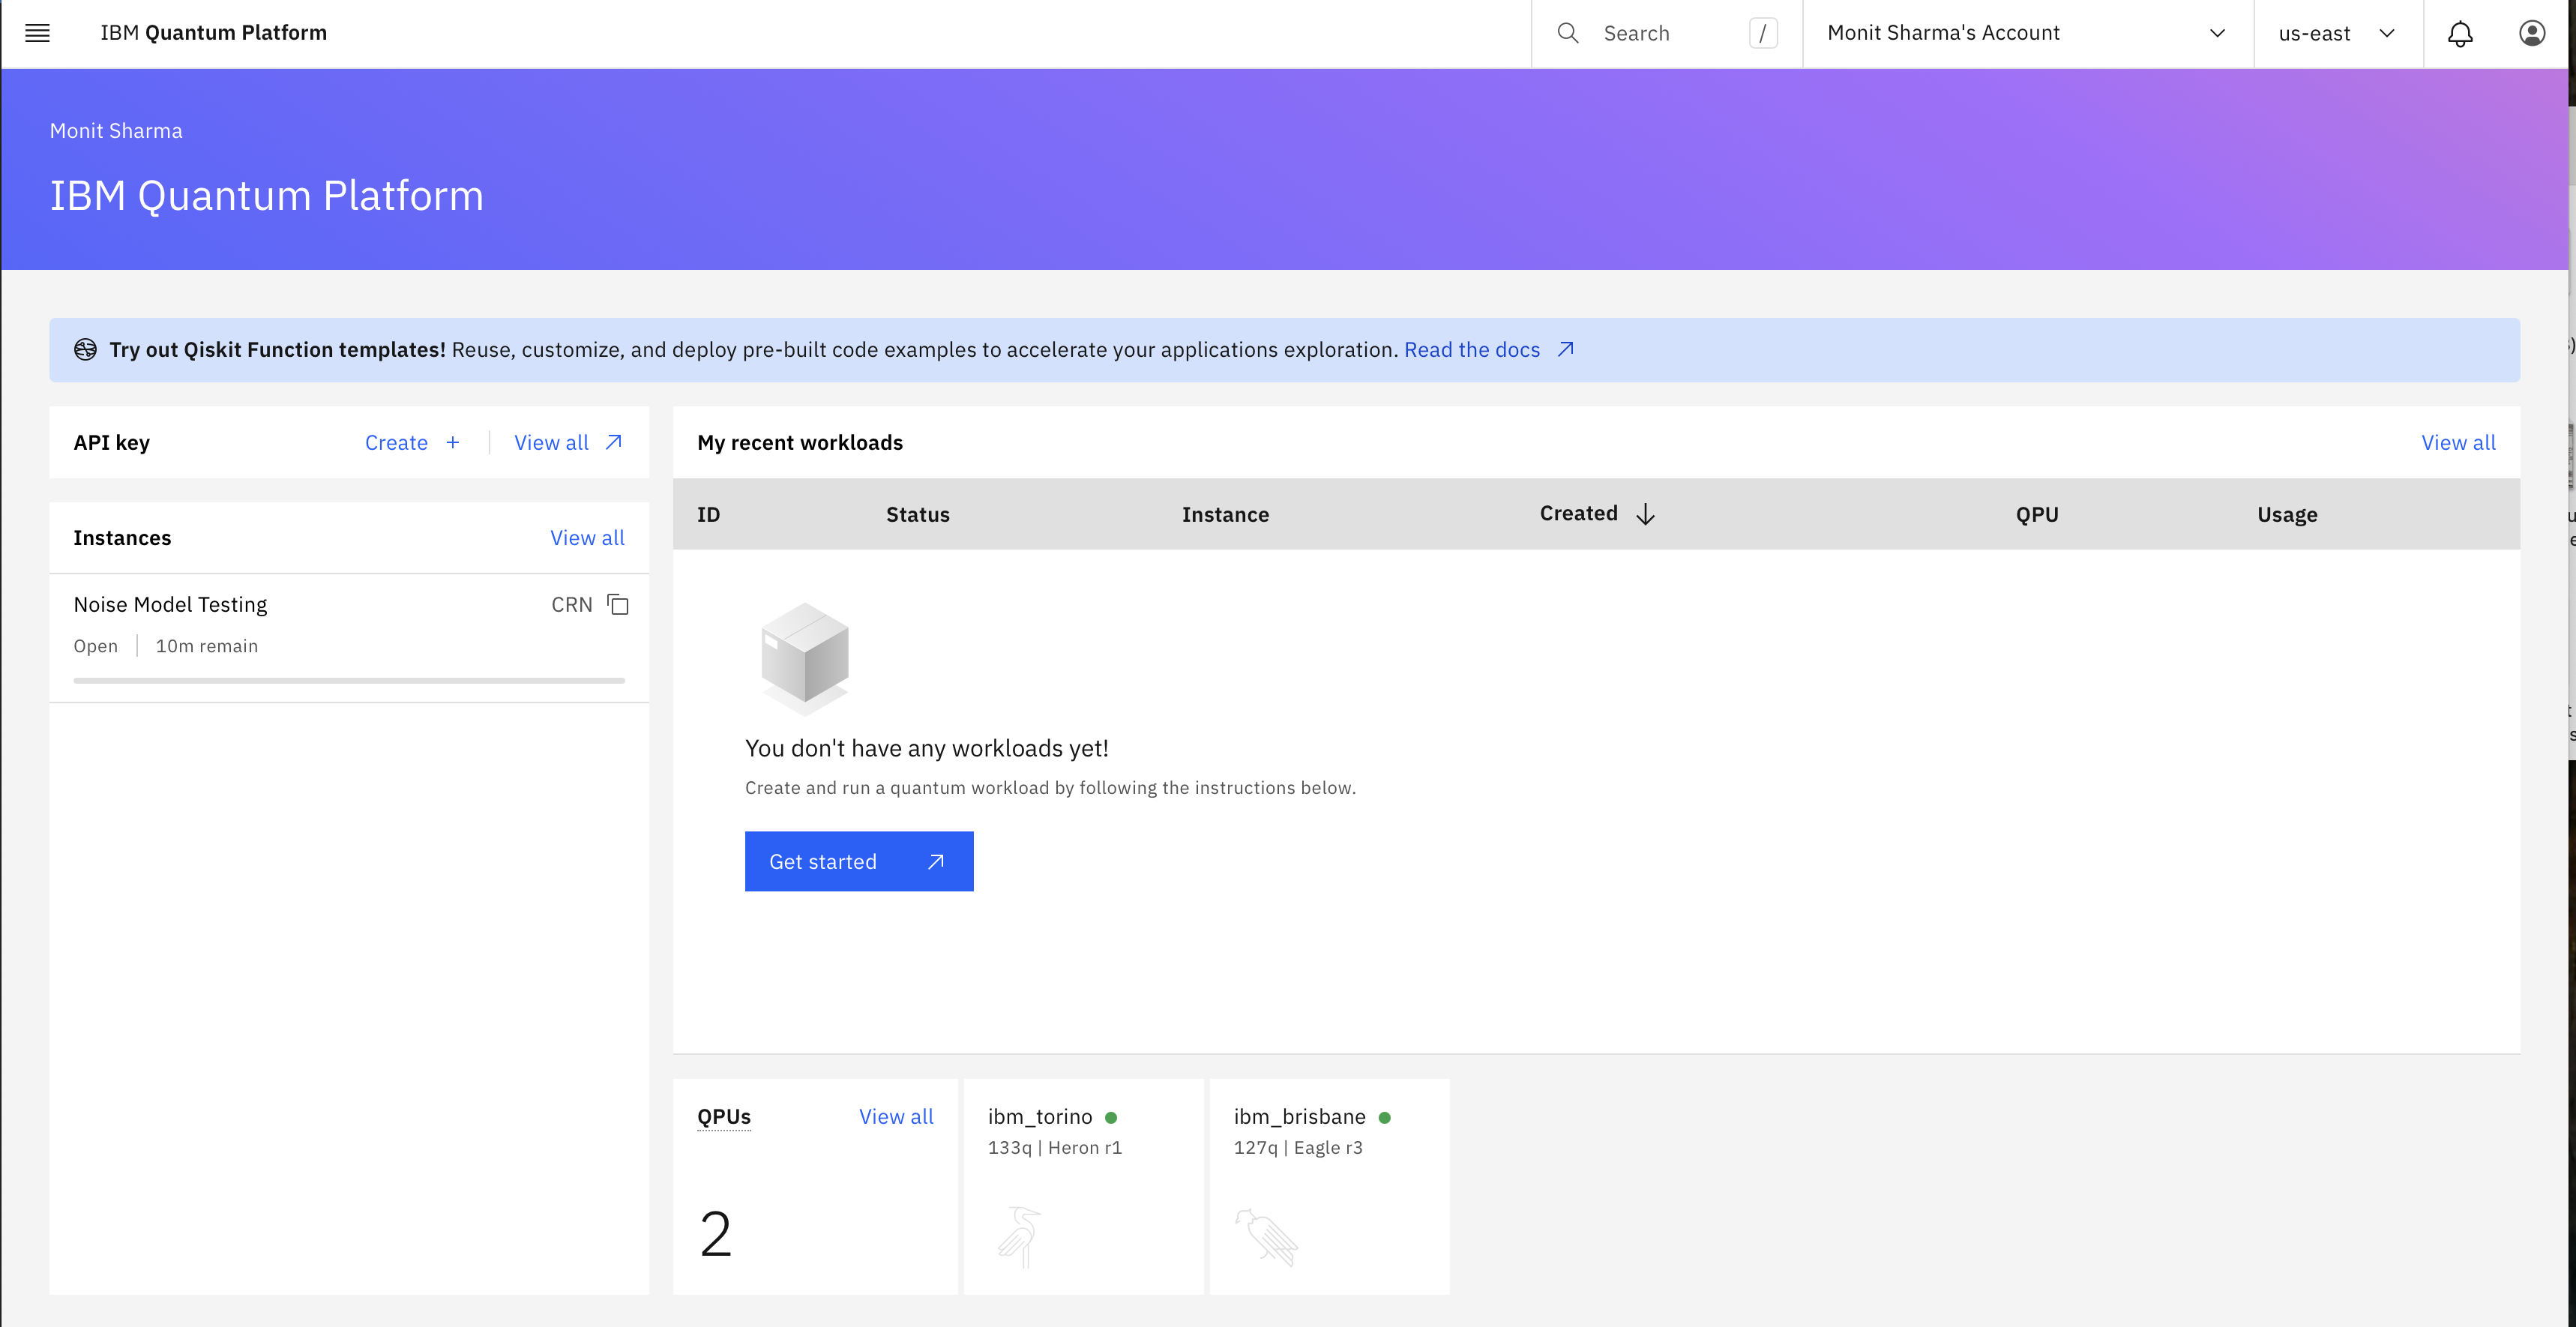 IBM Quantum Platform
Search
/
Monit Sharma's Account
us-east
Monit Sharma
IBM Quantum Platform
Try out Qiskit Function templates! Reuse, customize, and deploy pre-built code examples to accelerate your applications exploration. Read the docs
API key
Create +
View all
Instances
View all
Noise Model Testing
CRN
Open | 10m remain
My recent workloads
View all
ID Status Instance Created QPU Usage
You don't have any workloads yet!
Create and run a quantum workload by following the instructions below.
Get started
QPUs
View all
2
ibm_torino
133q | Heron r1
ibm_brisbane
127q | Eagle r3